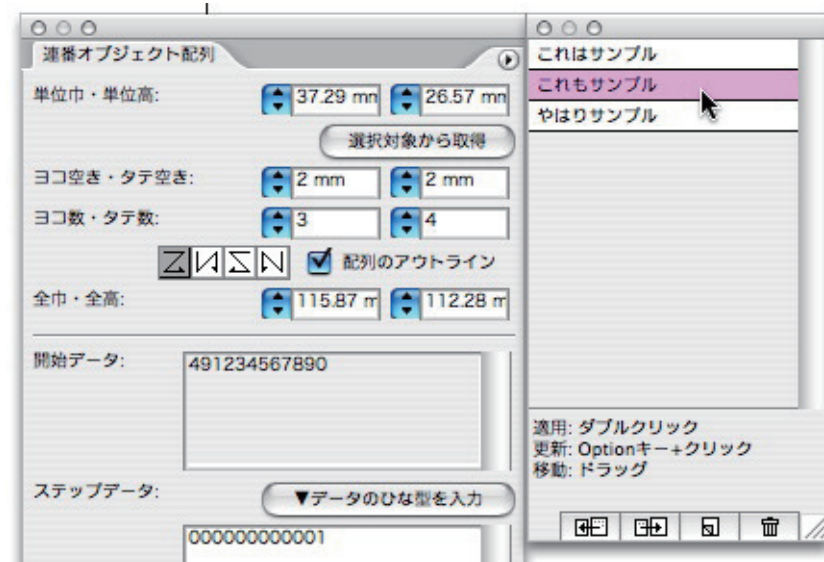 連番オブジェクト配列
単位巾・単位高:
37.29 mm
26.57 mm
選択対象から取得
ヨコ空き・タテ空き:
2 mm
2 mm
ヨコ数・タテ数:
3
4
配列のアウトライン
全巾・全高:
115.87 m
112.28 m
開始データ:
491234567890
ステップデータ:
▼データのひな型を入力
000000000001
これはサンプル
これもサンプル
やはりサンプル
適用: ダブルクリック
更新: Optionキー+クリック
移動: ドラッグ